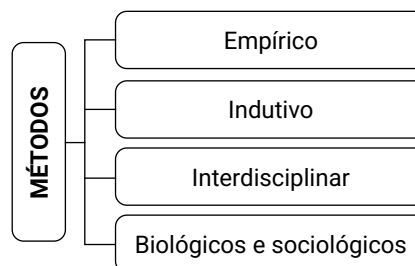 MÉTODOS
Empírico
Indutivo
Interdisciplinar
Biológicos e sociológicos